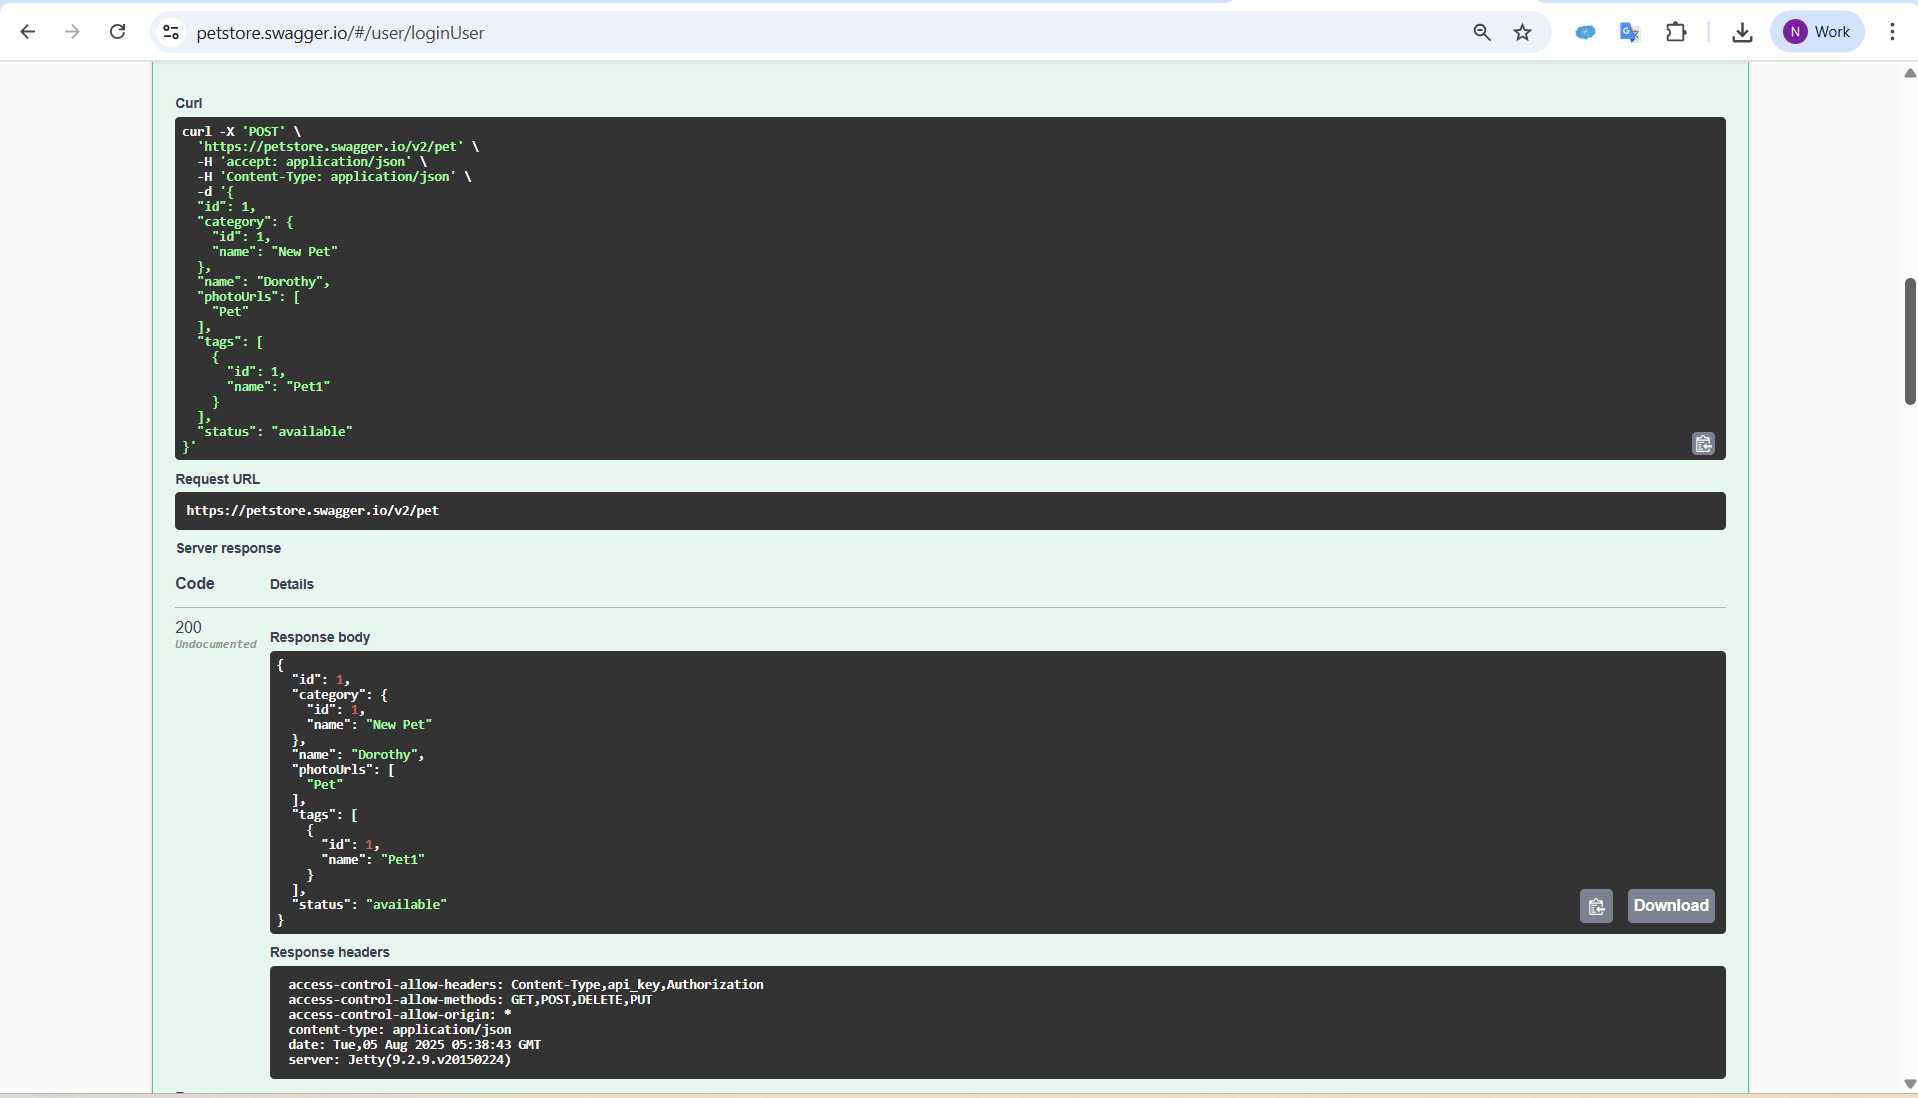 petstore.swagger.io/#/user/loginUser
N Work
Curl
curl -X 'POST' \
'https://petstore.swagger.io/v2/pet' \
-H 'accept: application/json' \
-H 'Content-Type: application/json' \
-d '{
"id": 1,
"category": {
"id": 1,
"name": "New Pet"
},
"name": "Dorothy",
"photoUrls": [
"Pet"
],
"tags": [
{
"id": 1,
"name": "Pet1"
}
],
"status": "available"
}'
Request URL
https://petstore.swagger.io/v2/pet
Server response
Code Details
200
Undocumented
Response body
{
"id": 1,
"category": {
"id": 1,
"name": "New Pet"
},
"name": "Dorothy",
"photoUrls": [
"Pet"
],
"tags": [
{
"id": 1,
"name": "Pet1"
}
],
"status": "available"
}
Download
Response headers
access-control-allow-headers: Content-Type,api_key,Authorization
access-control-allow-methods: GET,POST,DELETE,PUT
access-control-allow-origin: *
content-type: application/json
date: Tue,05 Aug 2025 05:38:43 GMT
server: Jetty(9.2.9.v20150224)